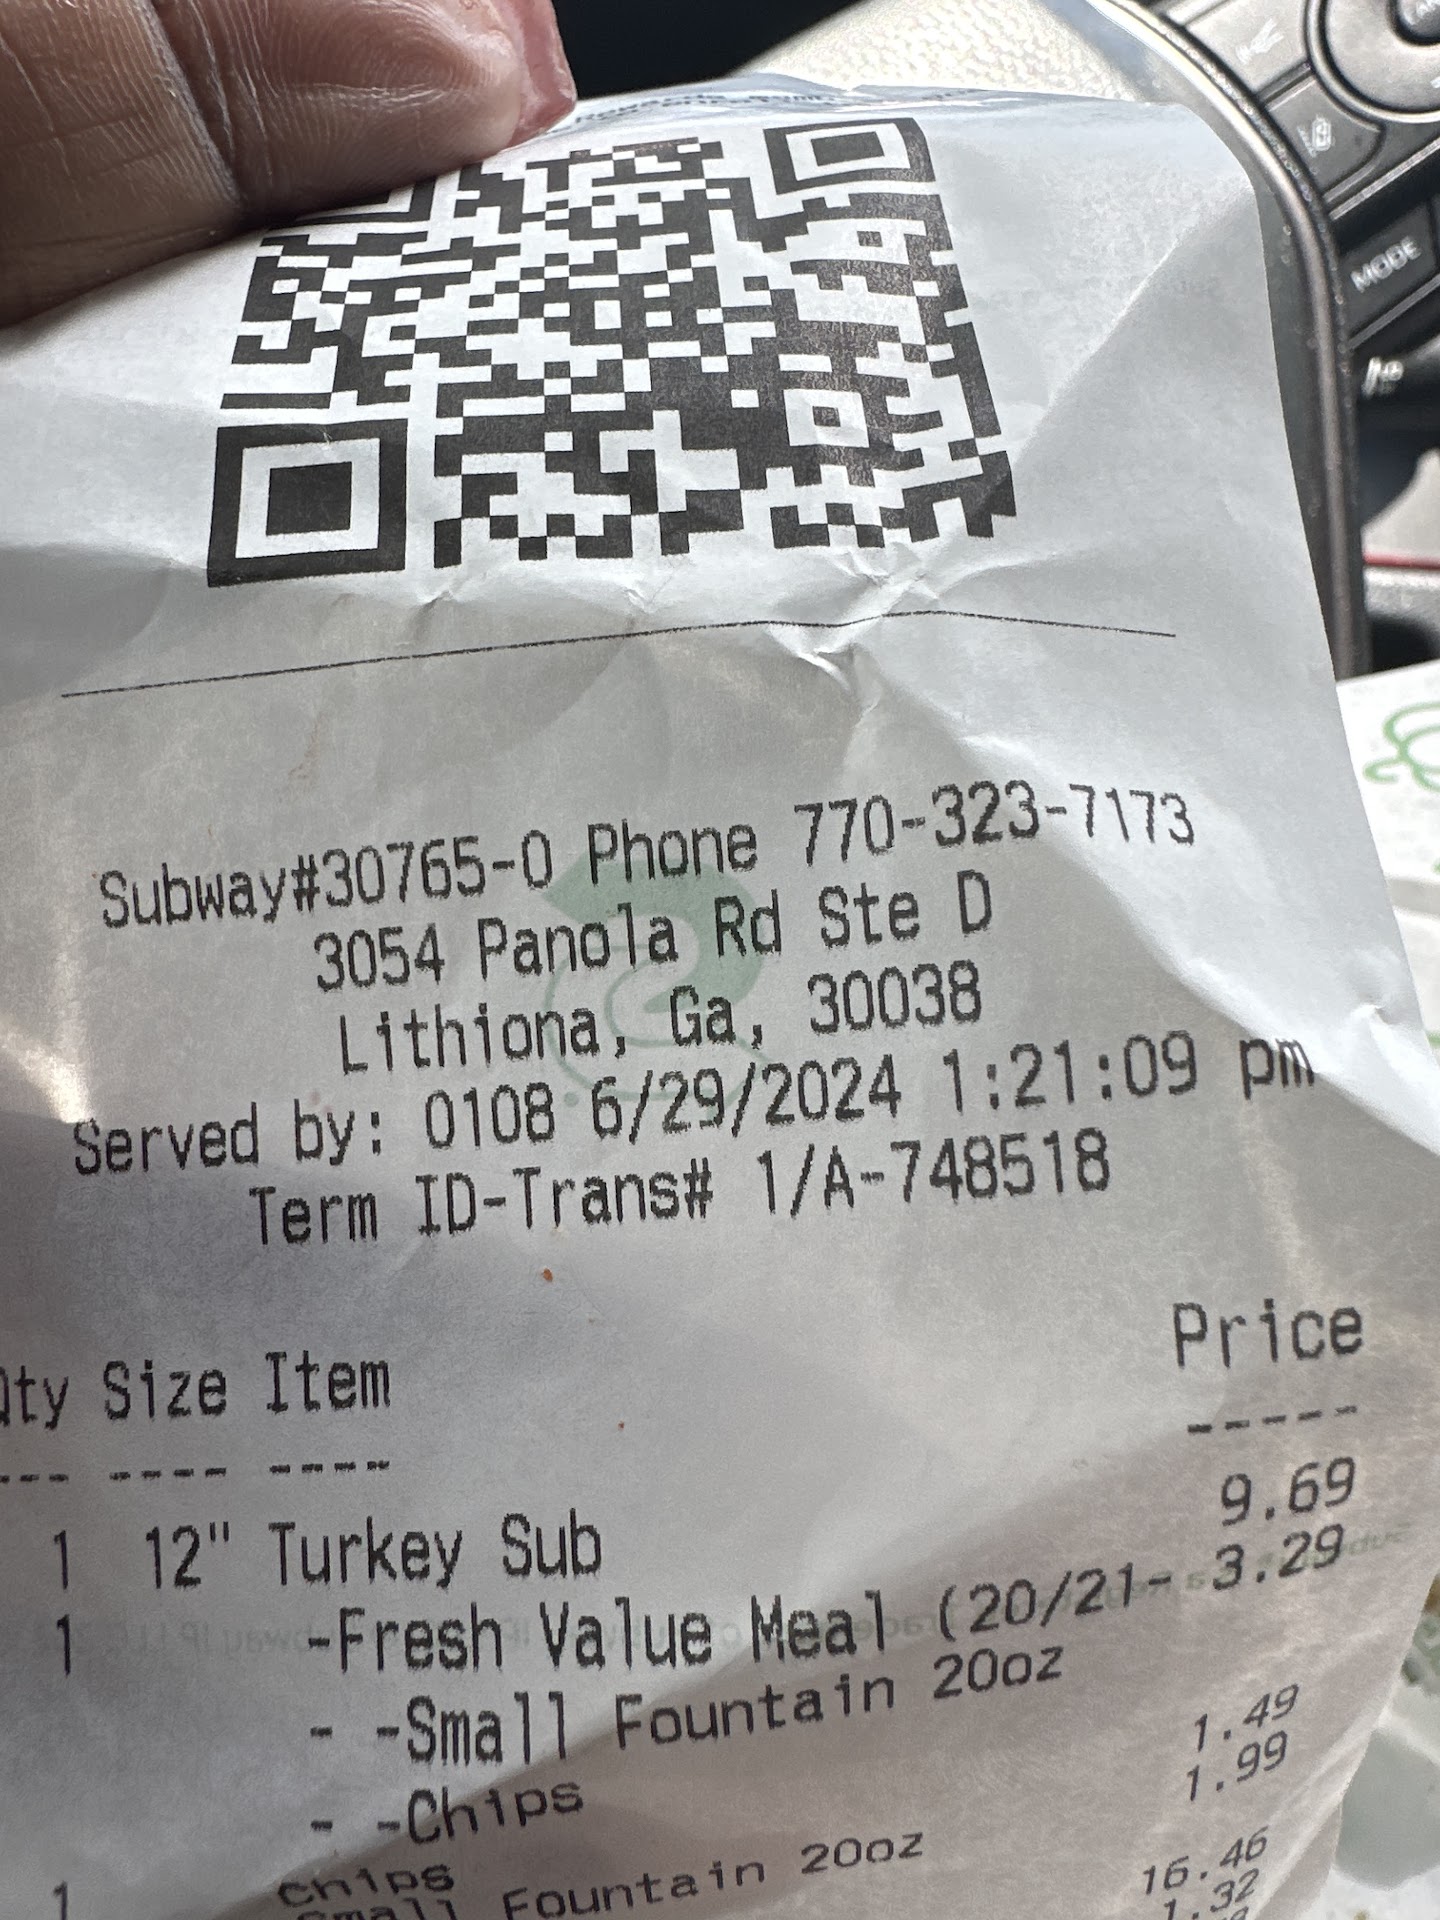 MODE
Subway#30765-0 Phone 770-323-7173
3054 Panola Rd Ste D
Lithiona, Ga, 30038
Served by: 0108 6/29/2024 1:21:09 pm
Term ID-Trans# 1/A-748518
Qty Size Item Price
--- ---- ---- -----
1 12" Turkey Sub 9.69
1 -Fresh Value Meal (20/21- 3.29
- -Small Fountain 20oz
- -Chips
1 Chips 1.49
Small Fountain 20oz 1.99
16.46
1.32